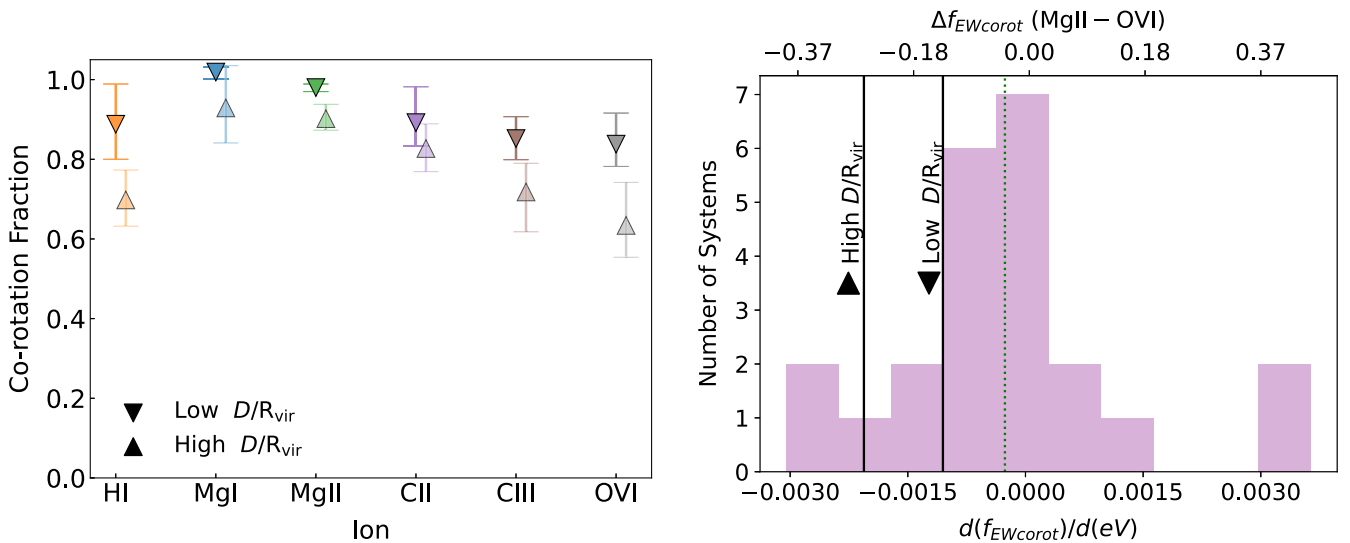 1.0
0.8
0.6
0.4
0.2
0.0
Co-rotation Fraction
Low D/Rvir
High D/Rvir
HI MgI MgII CII CIII OVI
Ion
Δf_EWcorot (MgII − OVI)
−0.37 −0.18 0.00 0.18 0.37
7
6
5
4
3
2
1
0
Number of Systems
High D/Rvir
Low D/Rvir
−0.0030 −0.0015 0.0000 0.0015 0.0030
d(f_EWcorot)/d(eV)